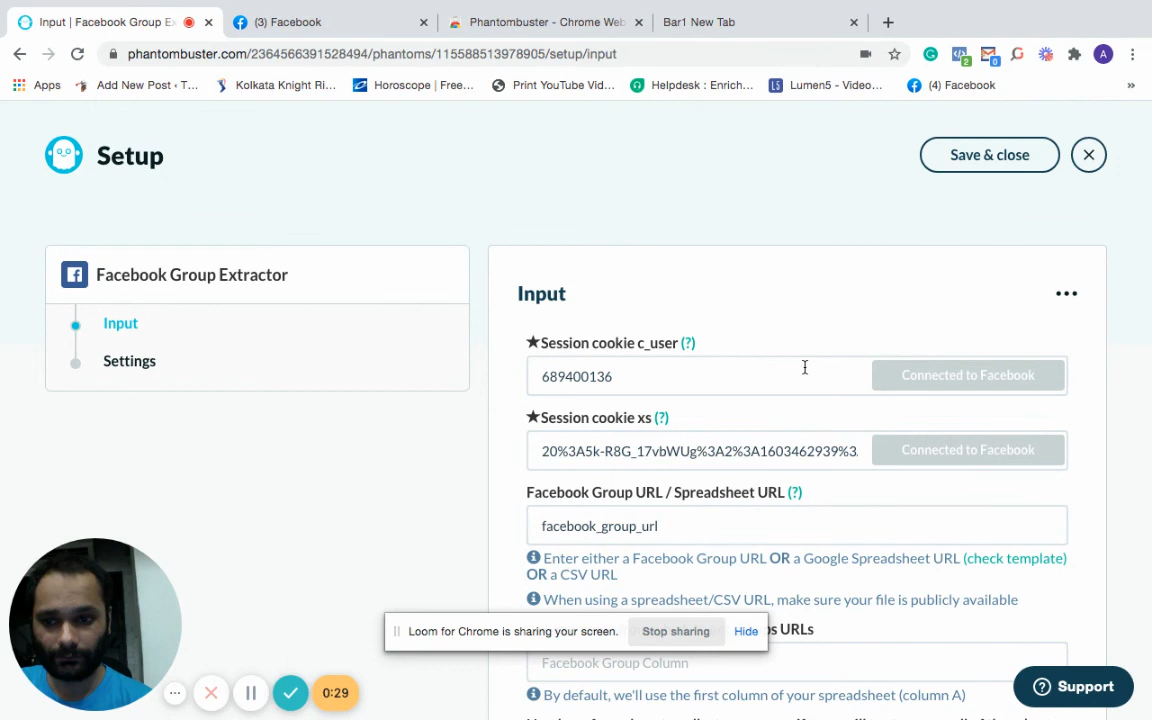 Input | Facebook Group Ex
(3) Facebook
Phantombuster - Chrome Web
Bar1 New Tab
phantombuster.com/2364566391528494/phantoms/115588513978905/setup/input
A
2
0
Apps
Add New Post ‹ T...
Kolkata Knight Ri...
Horoscope | Free...
Print YouTube Vid...
Helpdesk : Enrich...
LS
Lumen5 - Video...
(4) Facebook
»
Setup
Save & close
Facebook Group Extractor
Input
Settings
Input
★Session cookie c_user (?)
689400136
Connected to Facebook
★Session cookie xs (?)
20%3A5k-R8G_17vbWUg%3A2%3A1603462939%3
Connected to Facebook
Facebook Group URL / Spreadsheet URL (?)
facebook_group_url
Enter either a Facebook Group URL OR a Google Spreadsheet URL (check template)
OR a CSV URL
When using a spreadsheet/CSV URL, make sure your file is publicly available
Loom for Chrome is sharing your screen.
Stop sharing
Hide
URLs
Facebook Group Column
By default, we'll use the first column of your spreadsheet (column A)
0:29
Support